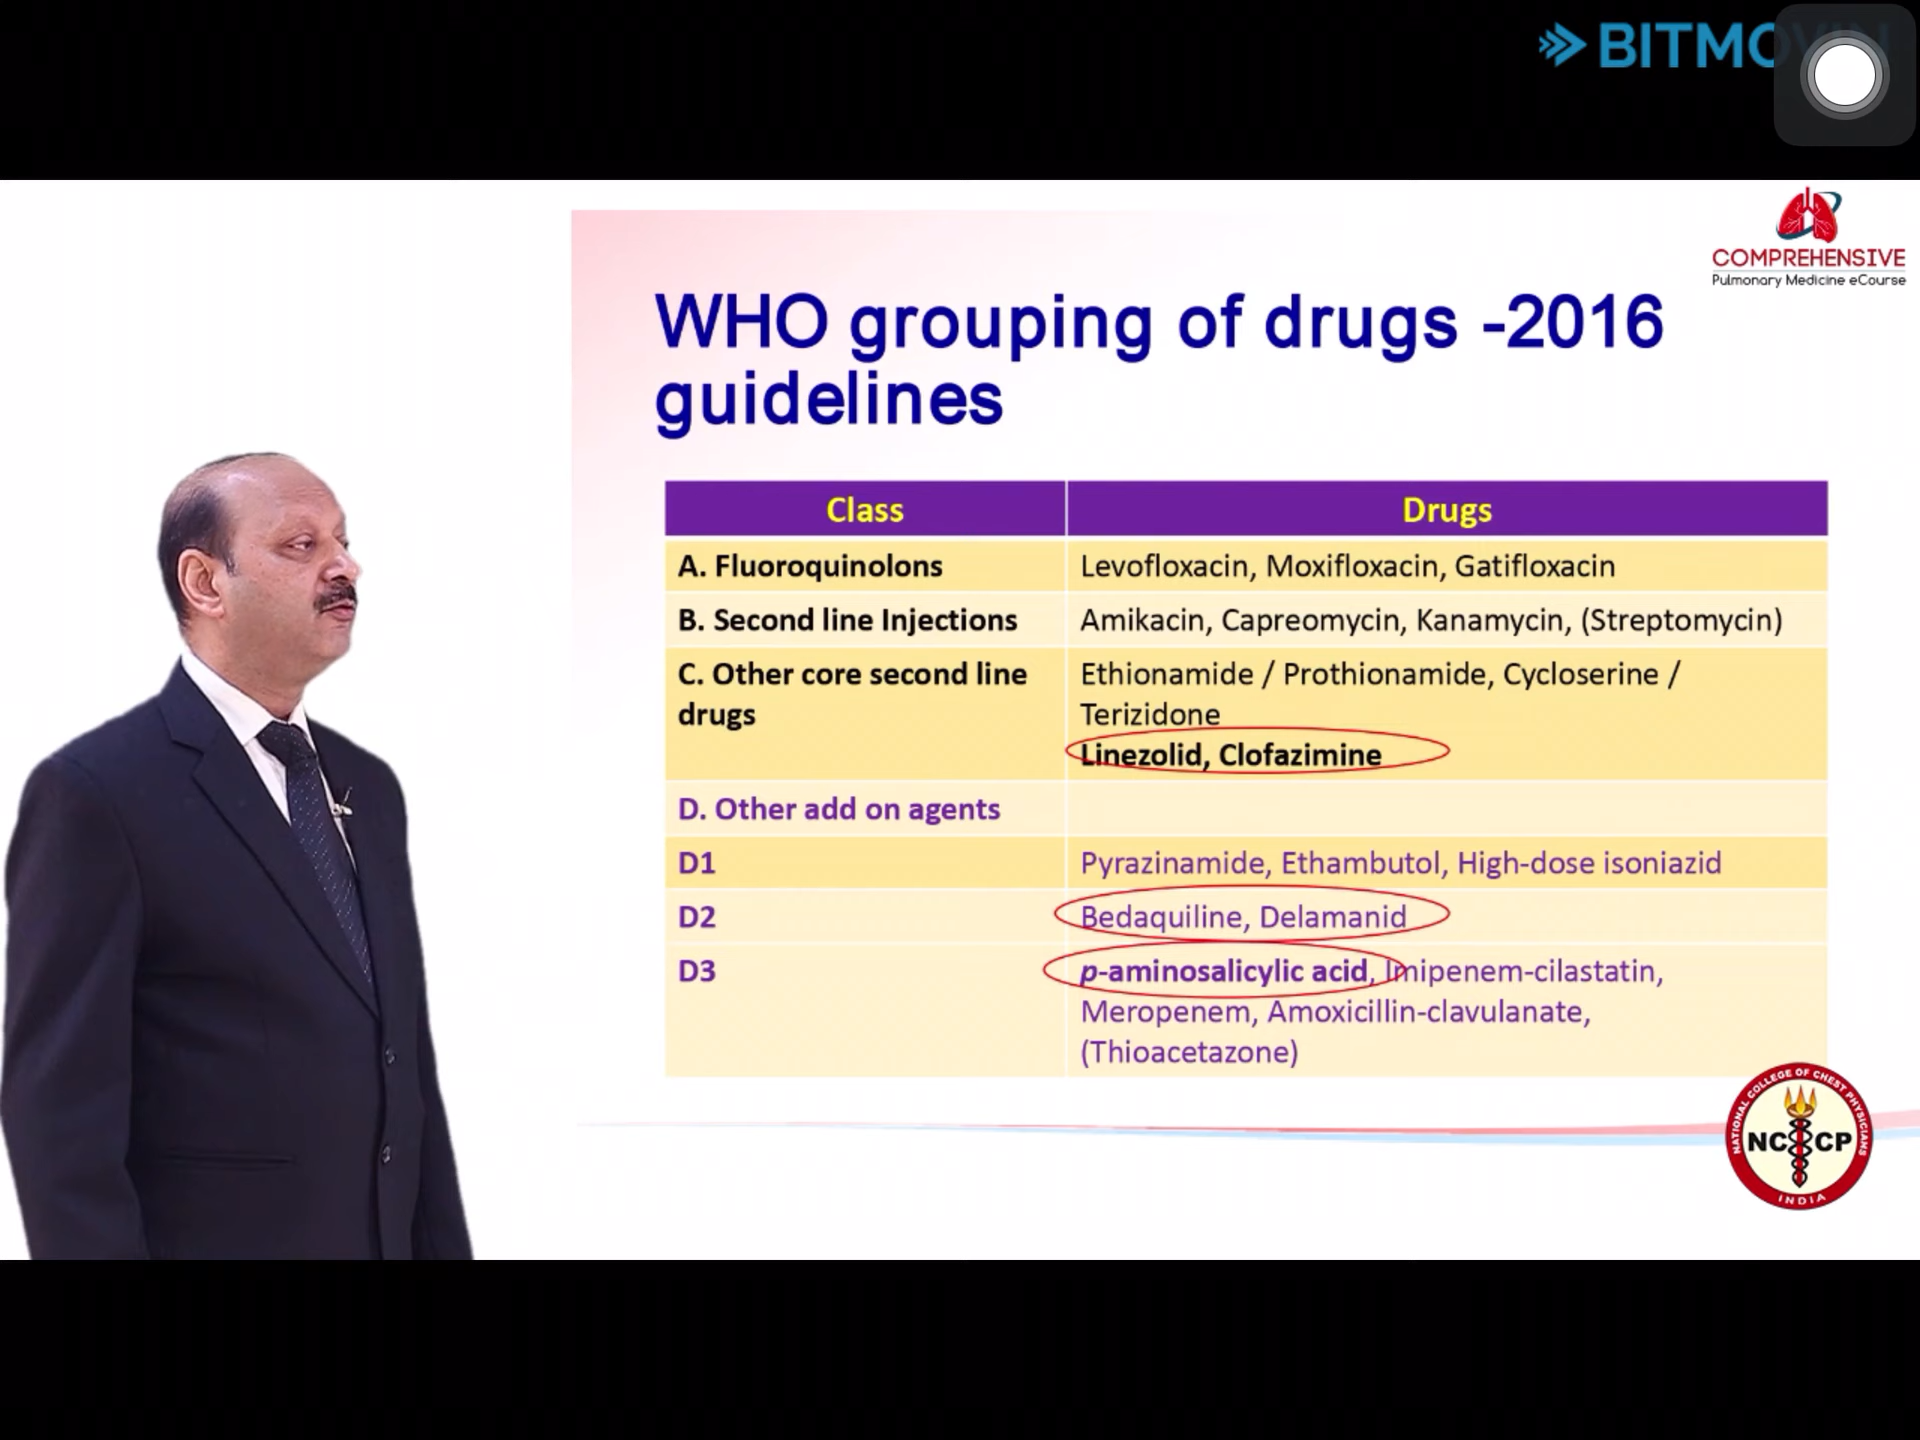 COMPREHENSIVE
Pulmonary Medicine eCourse
WHO grouping of drugs -2016
guidelines
Class Drugs
A. Fluoroquinolons Levofloxacin, Moxifloxacin, Gatifloxacin
B. Second line Injections Amikacin, Capreomycin, Kanamycin, (Streptomycin)
C. Other core second line Ethionamide / Prothionamide, Cycloserine /
drugs Terizidone
Linezolid, Clofazimine
D. Other add on agents
D1 Pyrazinamide, Ethambutol, High-dose isoniazid
D2 Bedaquiline, Delamanid
D3 p-aminosalicylic acid, Imipenem-cilastatin,
Meropenem, Amoxicillin-clavulanate,
(Thioacetazone)
NATIONAL COLLEGE OF CHEST PHYSICIANS
NCCP
INDIA